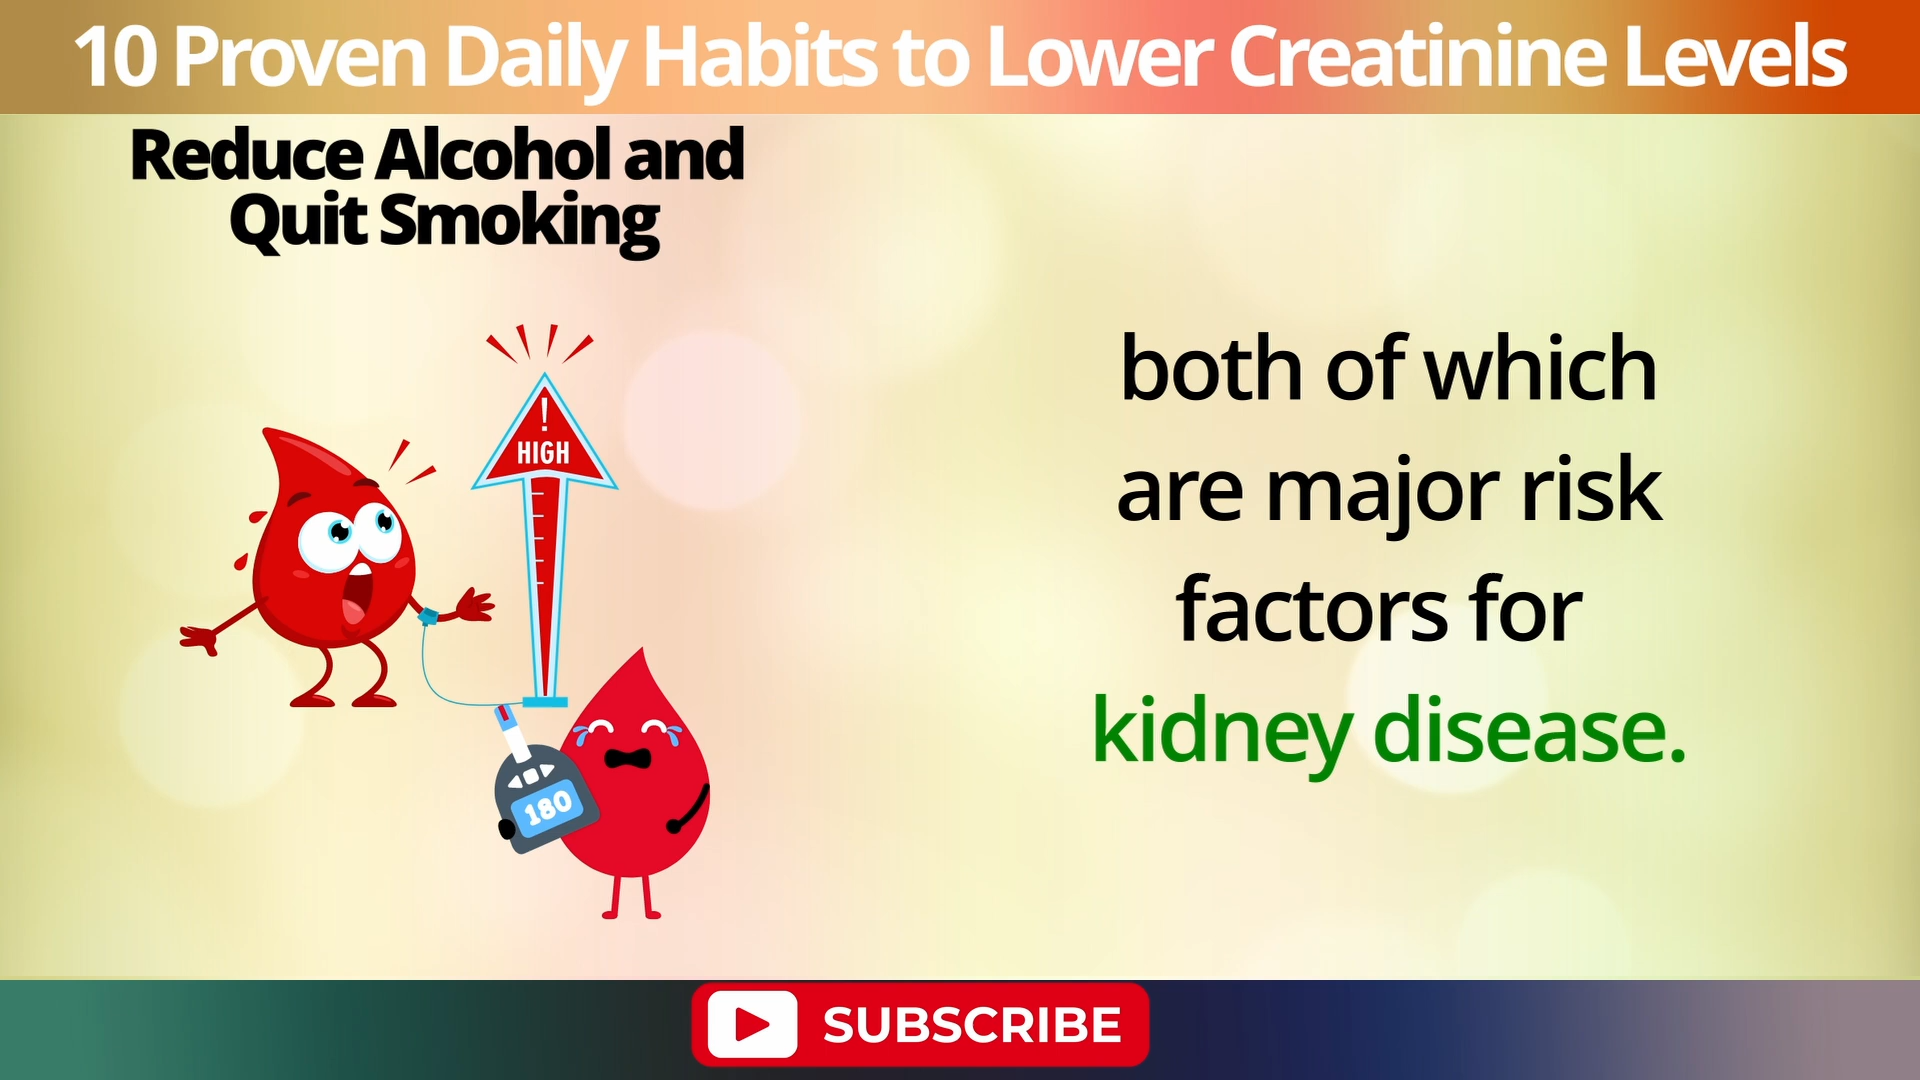 10 Proven Daily Habits to Lower Creatinine Levels
Reduce Alcohol and
Quit Smoking
!
HIGH
180
both of which
are major risk
factors for
kidney disease.
SUBSCRIBE